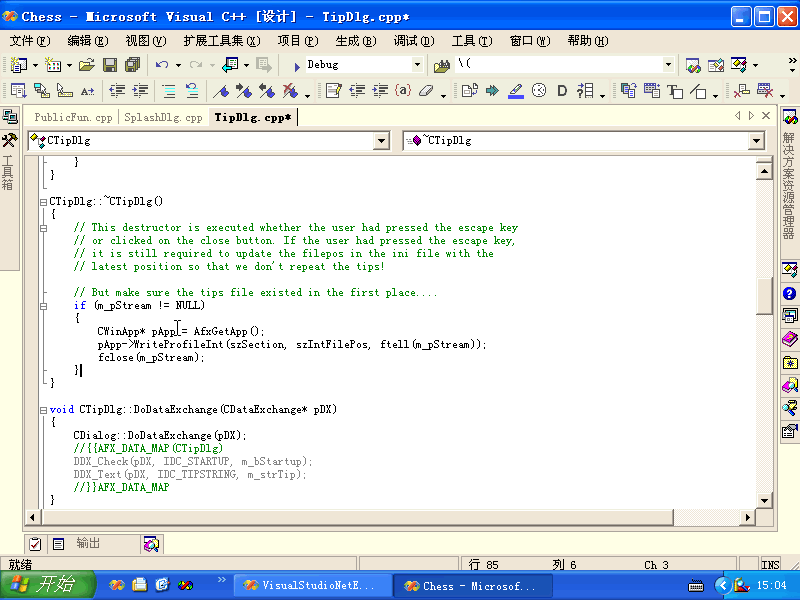 Chess - Microsoft Visual C++ [设计] - TipDlg.cpp*
文件(F) 编辑(E) 视图(V) 扩展工具集(X) 项目(P) 生成(B) 调试(D) 工具(T) 窗口(W) 帮助(H)
Debug \(
PublicFun.cpp SplashDlg.cpp TipDlg.cpp*
CTipDlg ~CTipDlg
工具箱
解决方案资源管理器
}
}
CTipDlg::~CTipDlg()
{
// This destructor is executed whether the user had pressed the escape key
// or clicked on the close button. If the user had pressed the escape key,
// it is still required to update the filepos in the ini file with the
// latest position so that we don't repeat the tips!
// But make sure the tips file existed in the first place....
if (m_pStream != NULL)
{
CWinApp* pApp = AfxGetApp();
pApp->WriteProfileInt(szSection, szIntFilePos, ftell(m_pStream));
fclose(m_pStream);
}
}
void CTipDlg::DoDataExchange(CDataExchange* pDX)
{
CDialog::DoDataExchange(pDX);
//{{AFX_DATA_MAP(CTipDlg)
DDX_Check(pDX, IDC_STARTUP, m_bStartup);
DDX_Text(pDX, IDC_TIPSTRING, m_strTip);
//}}AFX_DATA_MAP
}
输出
就绪 行 85 列 6 Ch 3 INS
开始 VisualStudioNetE... Chess - Microsof... 15:04